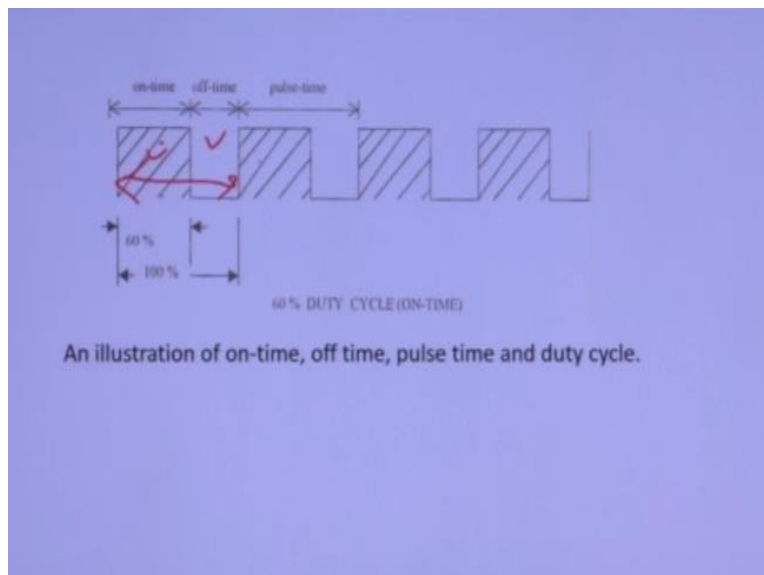 on-time off-time pulse-time
60 %
100 %
60 % DUTY CYCLE (ON-TIME)
An illustration of on-time, off time, pulse time and duty cycle.